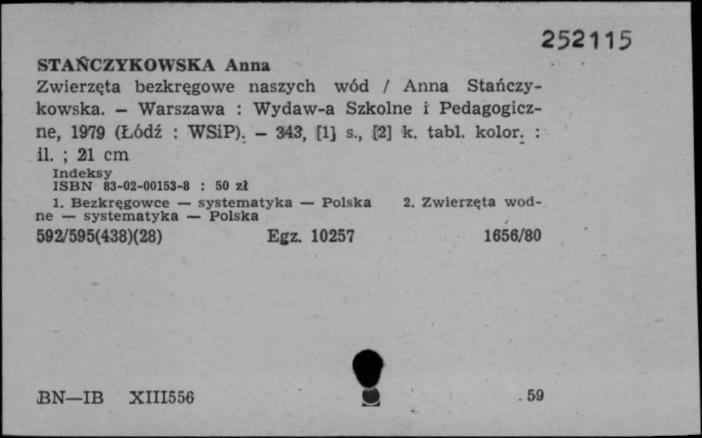 252115
STAŃCZYKOWSKA Anna
Zwierzęta bezkręgowe naszych wód / Anna Stańczy-
kowska. — Warszawa : Wydaw-a Szkolne i Pedagogicz-
ne, 1979 (Łódź : WSiP). — 343, [1] s., [2] k. tabl. kolor. :
il. ; 21 cm
Indeksy
ISBN 83-02-00153-8 : 50 zł
1. Bezkręgowce — systematyka — Polska 2. Zwierzęta wod-
ne — systematyka — Polska
592/595(438)(28) Egz. 10257 1656/80
BN—IB XIII556 59